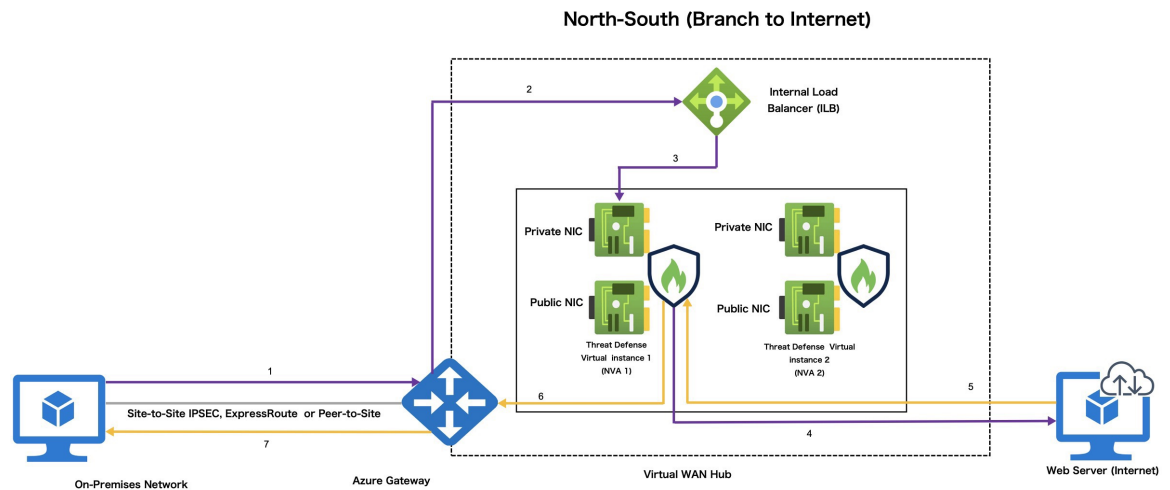 North-South (Branch to Internet)
2
Internal Load
Balancer (ILB)
3
Private NIC
Private NIC
Public NIC
Public NIC
Threat Defense
Virtual instance 1
(NVA 1)
Threat Defense Virtual
instance 2
(NVA 2)
1
6
5
Site-to-Site IPSEC, ExpressRoute or Peer-to-Site
7
4
On-Premises Network
Azure Gateway
Virtual WAN Hub
Web Server (Internet)